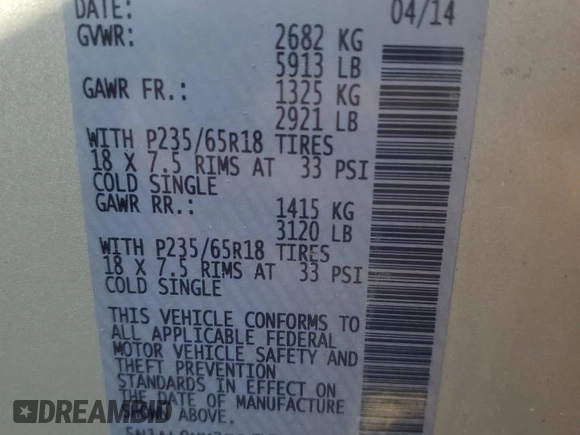 DATE: 04/14
GVWR: 2682 KG
5913 LB
GAWR FR.: 1325 KG
2921 LB
WITH P235/65R18 TIRES
18 X 7.5 RIMS AT 33 PSI
COLD SINGLE
GAWR RR.: 1415 KG
3120 LB
WITH P235/65R18 TIRES
18 X 7.5 RIMS AT 33 PSI
COLD SINGLE
THIS VEHICLE CONFORMS TO
ALL APPLICABLE FEDERAL
MOTOR VEHICLE SAFETY AND
THEFT PREVENTION
STANDARDS IN EFFECT ON
THE DATE OF MANUFACTURE
SHOWN ABOVE.
DREAMBID